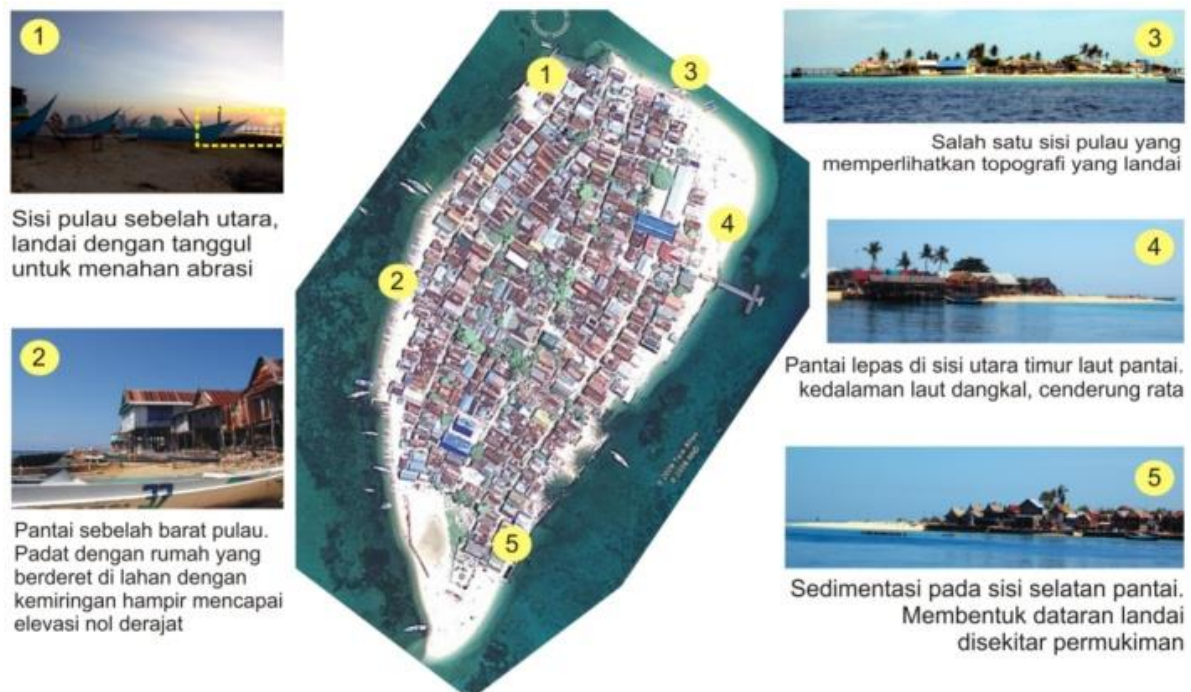 1
Sisi pulau sebelah utara,
landai dengan tanggul
untuk menahan abrasi
2
Pantai sebelah barat pulau.
Padat dengan rumah yang
berderet di lahan dengan
kemiringan hampir mencapai
elevasi nol derajat
1
3
2
4
5
3
Salah satu sisi pulau yang
memperlihatkan topografi yang landai
4
Pantai lepas di sisi utara timur laut pantai.
kedalaman laut dangkal, cenderung rata
5
Sedimentasi pada sisi selatan pantai.
Membentuk dataran landai
disekitar permukiman